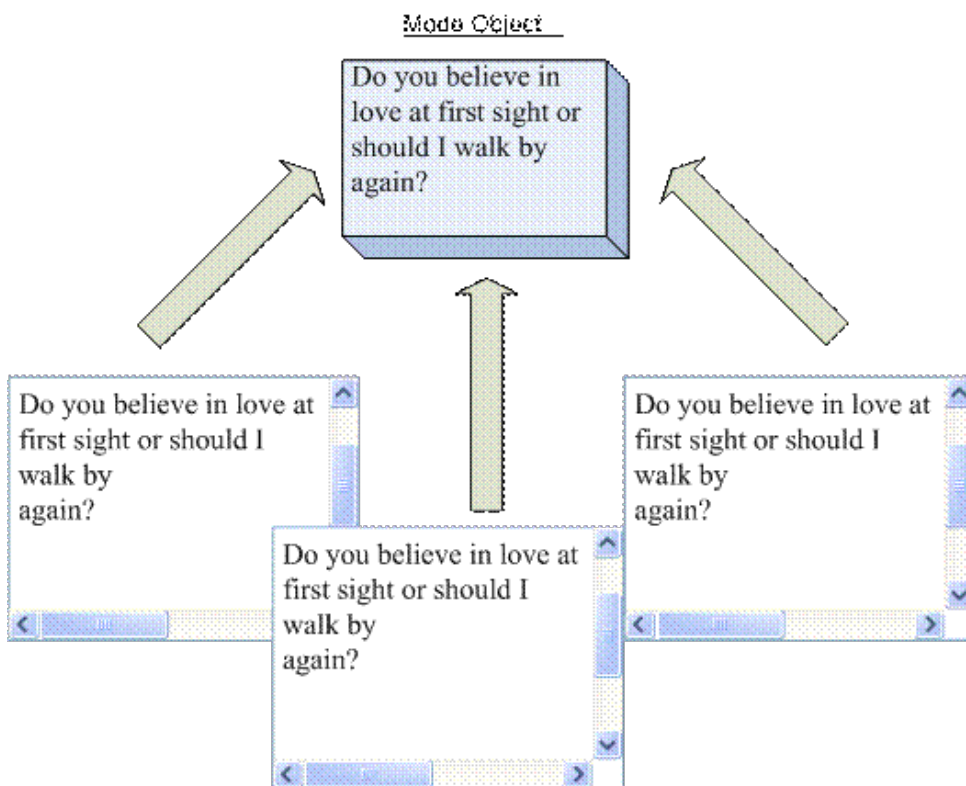 Mode Object
Do you believe in
love at first sight or
should I walk by
again?
Do you believe in love at
first sight or should I
walk by
again?
Do you believe in love at
first sight or should I
walk by
again?
Do you believe in love at
first sight or should I
walk by
again?